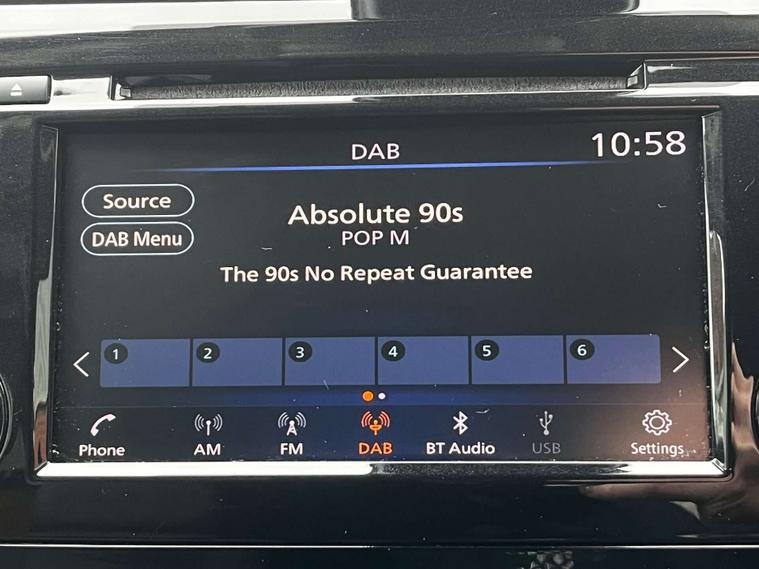 DAB
10:58
Source
DAB Menu
Absolute 90s
POP M
The 90s No Repeat Guarantee
1 2 3 4 5 6
Phone AM FM DAB BT Audio USB Settings